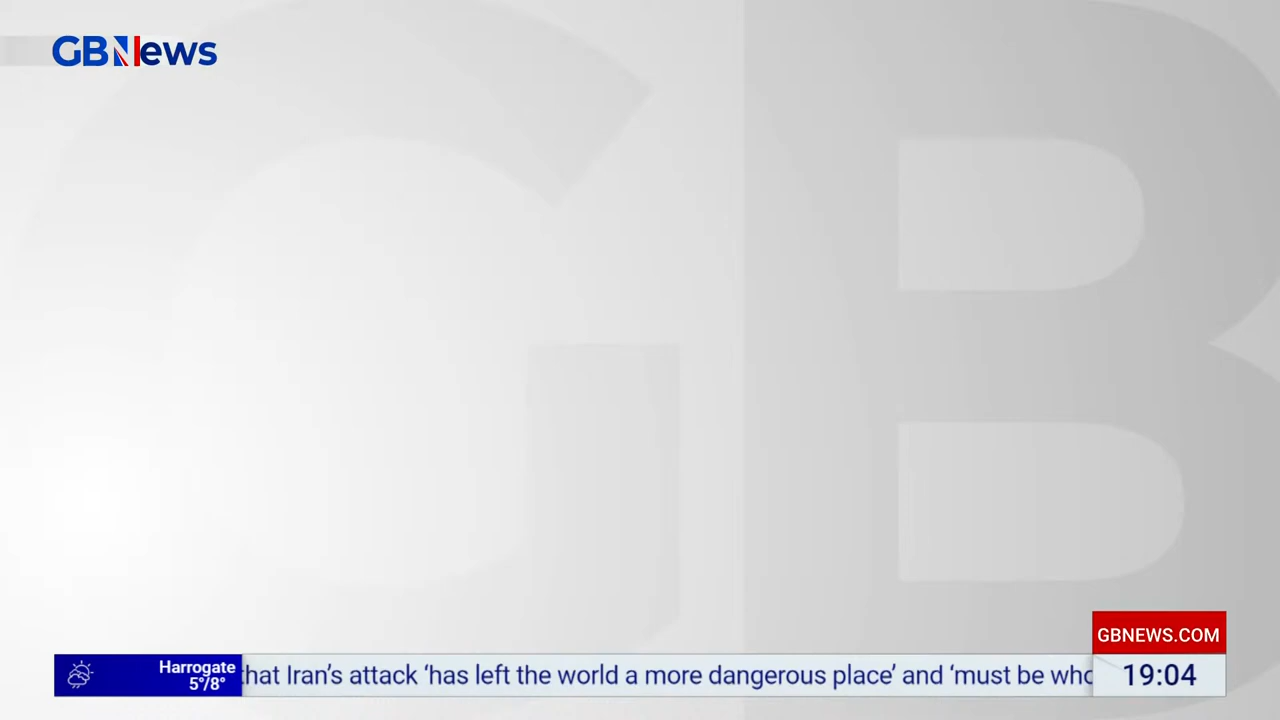 GBNews
GBNEWS.COM
Harrogate
5°/8°
that Iran's attack 'has left the world a more dangerous place' and 'must be
19:04